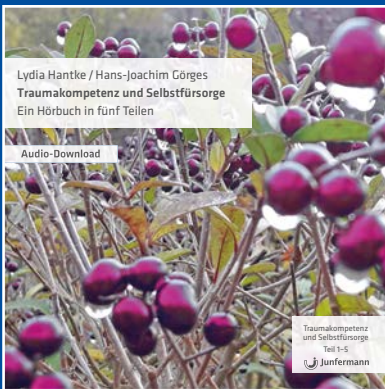 Lydia Hantke / Hans-Joachim Görges
Traumakompetenz und Selbstfürsorge
Ein Hörbuch in fünf Teilen
Audio-Download
Traumakompetenz
und Selbstfürsorge
Teil 1–5
Junfermann